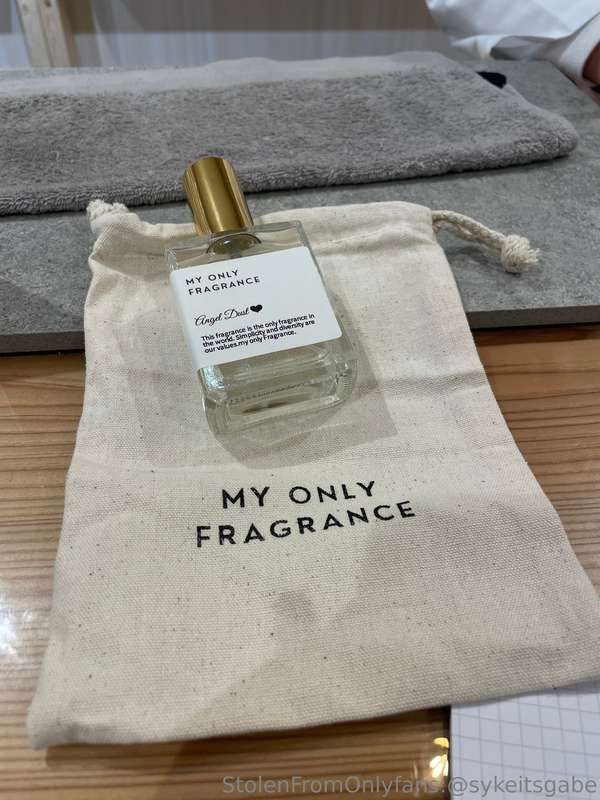 MY ONLY
FRAGRANCE
Angel Dust🖤
This fragrance is the only fragrance in
the world. Simplicity and diversity are
our values.my only Fragrance.
MY ONLY
FRAGRANCE
StolenFromOnlyfans.@sykeitsgabe